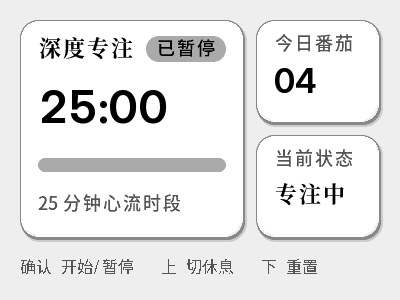 深度专注 已暂停
25:00
25 分钟心流时段
今日番茄
04
当前状态
专注中
确认 开始/暂停 上 切休息 下 重置